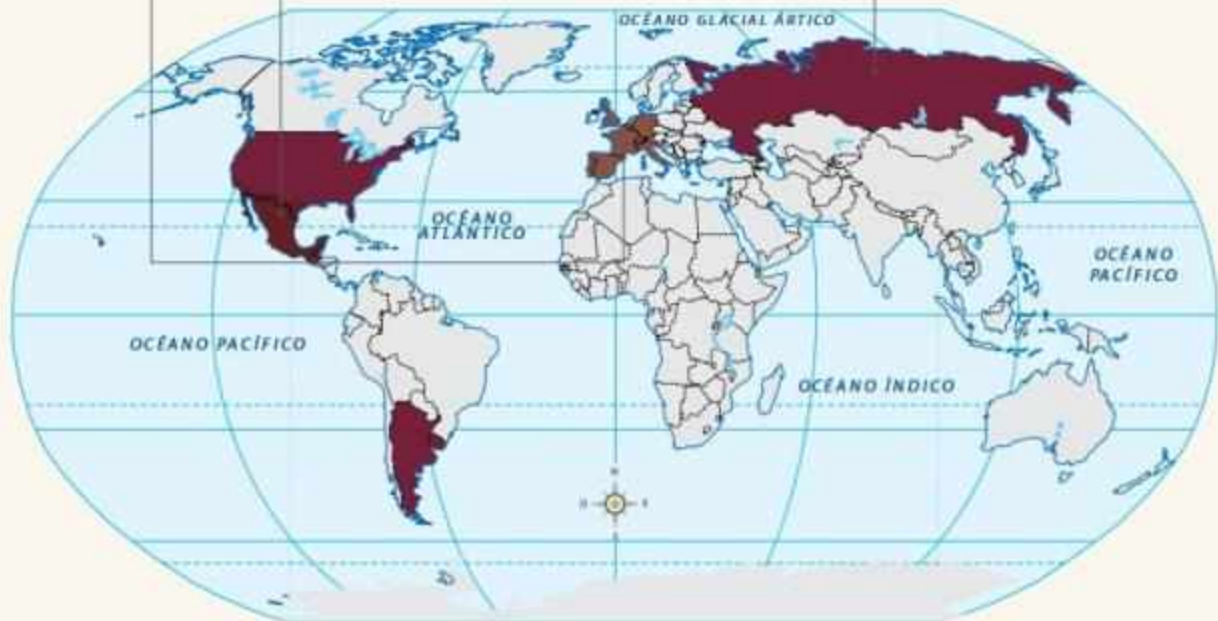 OCÉANO GLACIAL ÁRTICO
OCÉANO
ATLÁNTICO
OCÉANO
PACÍFICO
OCÉANO PACÍFICO
OCÉANO ÍNDICO
N
O
E
S